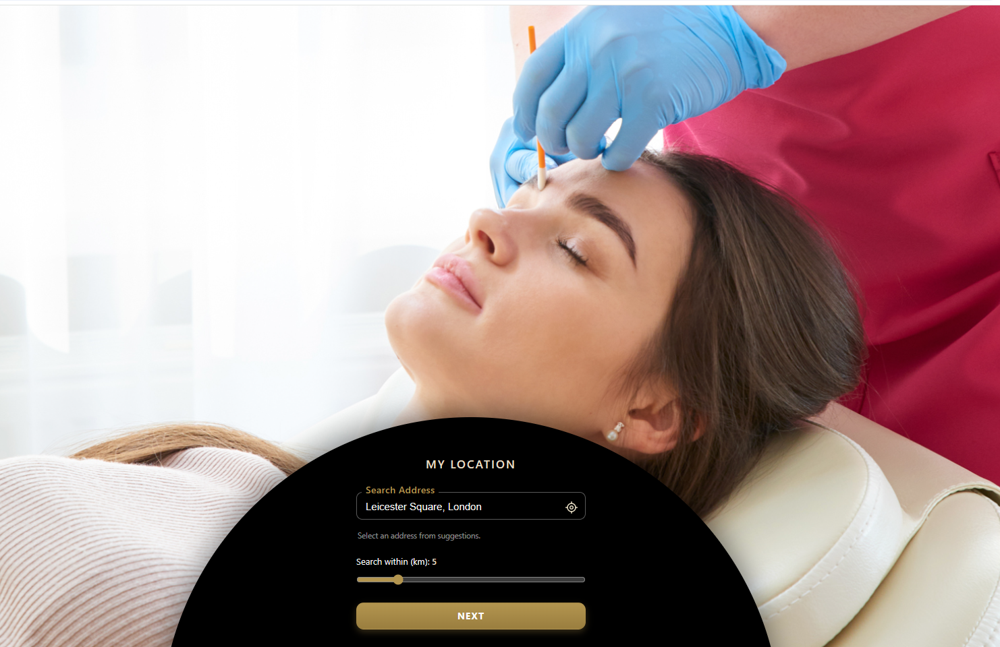 MY LOCATION
Search Address
Leicester Square, London
Select an address from suggestions.
Search within (km): 5
NEXT